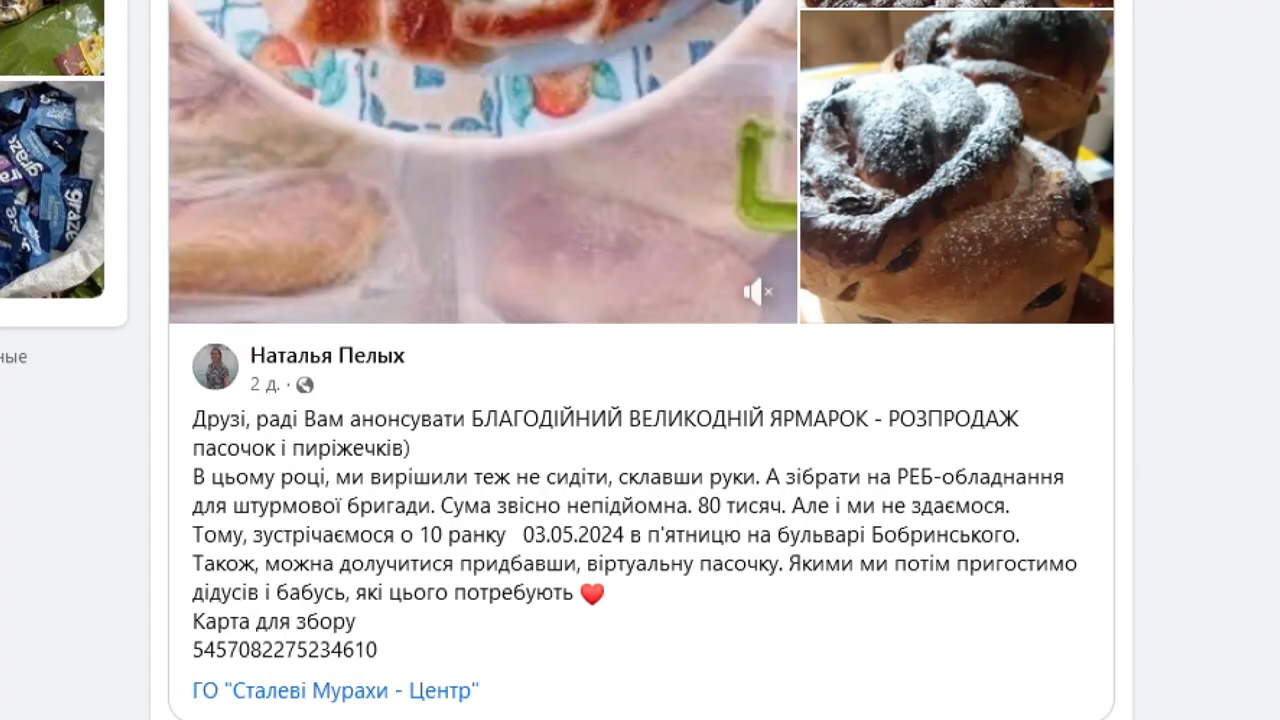 graze
graze
ные
Наталья Пелых
2 д. ·
Друзі, раді Вам анонсувати БЛАГОДІЙНИЙ ВЕЛИКОДНІЙ ЯРМАРОК - РОЗПРОДАЖ
пасочок і пиріжечків)
В цьому році, ми вирішили теж не сидіти, склавши руки. А зібрати на РЕБ-обладнання
для штурмової бригади. Сума звісно непідйомна. 80 тисяч. Але і ми не здаємося.
Тому, зустрічаємося о 10 ранку 03.05.2024 в п'ятницю на бульварі Бобринського.
Також, можна долучитися придбавши, віртуальну пасочку. Якими ми потім пригостимо
дідусів і бабусь, які цього потребують ❤️
Карта для збору
5457082275234610
ГО "Сталеві Мурахи - Центр"